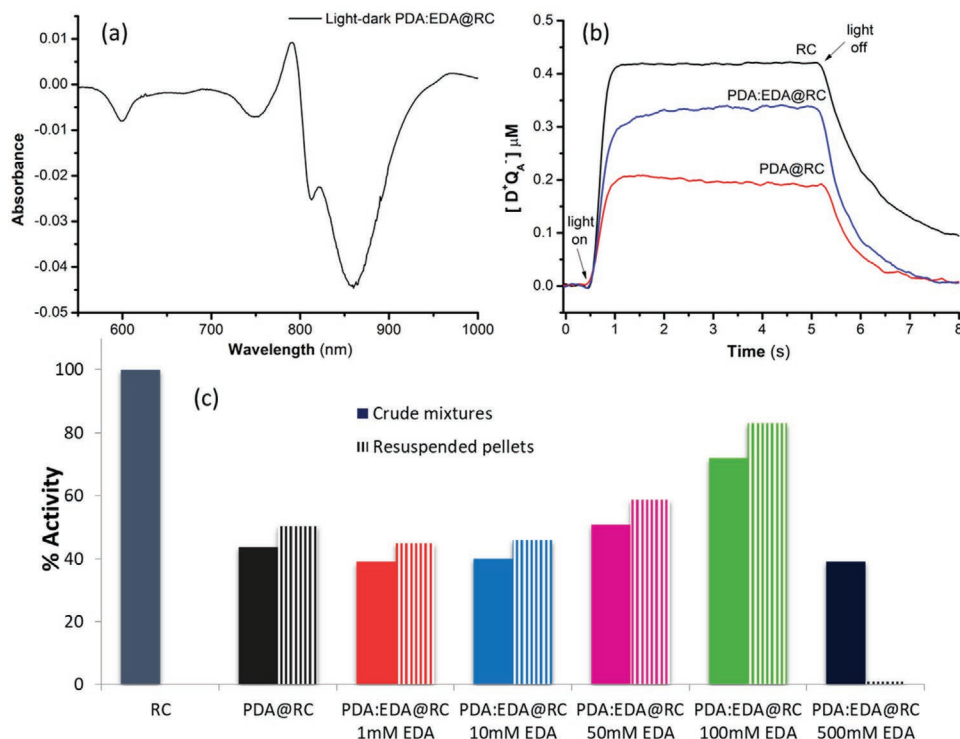 (a)
Light-dark PDA:EDA@RC
0.01
0.00
-0.01
-0.02
-0.03
-0.04
-0.05
Absorbance
600
700
800
900
1000
Wavelength (nm)
(b)
RC
light
off
PDA:EDA@RC
PDA@RC
light
on
0.4
0.3
0.2
0.1
0.0
[ D⁺Q_A⁻] µM
0
1
2
3
4
5
6
7
8
Time (s)
(c)
Crude mixtures
Resuspended pellets
100
80
60
40
20
0
% Activity
RC
PDA@RC
PDA:EDA@RC
1mM EDA
PDA:EDA@RC
10mM EDA
PDA:EDA@RC
50mM EDA
PDA:EDA@RC
100mM EDA
PDA:EDA@RC
500mM EDA